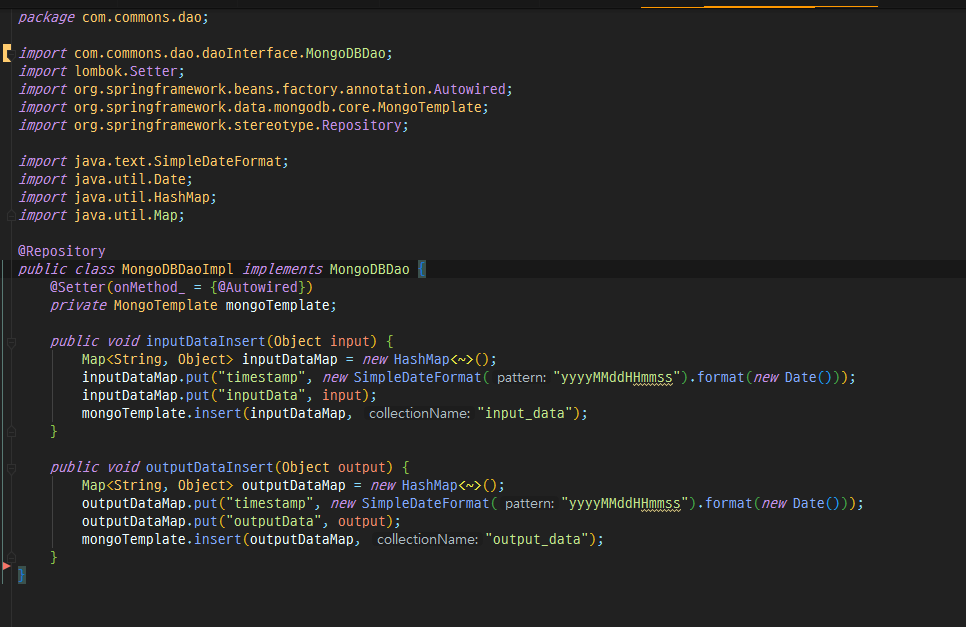 package com.commons.dao;
import com.commons.dao.daoInterface.MongoDBDao;
import lombok.Setter;
import org.springframework.beans.factory.annotation.Autowired;
import org.springframework.data.mongodb.core.MongoTemplate;
import org.springframework.stereotype.Repository;
import java.text.SimpleDateFormat;
import java.util.Date;
import java.util.HashMap;
import java.util.Map;
@Repository
public class MongoDBDaoImpl implements MongoDBDao {
@Setter(onMethod_ = {@Autowired})
private MongoTemplate mongoTemplate;
public void inputDataInsert(Object input) {
Map<String, Object> inputDataMap = new HashMap<~>();
inputDataMap.put("timestamp", new SimpleDateFormat( pattern: "yyyyMMddHHmmss").format(new Date()));
inputDataMap.put("inputData", input);
mongoTemplate.insert(inputDataMap, collectionName: "input_data");
}
public void outputDataInsert(Object output) {
Map<String, Object> outputDataMap = new HashMap<~>();
outputDataMap.put("timestamp", new SimpleDateFormat( pattern: "yyyyMMddHHmmss").format(new Date()));
outputDataMap.put("outputData", output);
mongoTemplate.insert(outputDataMap, collectionName: "output_data");
}
}